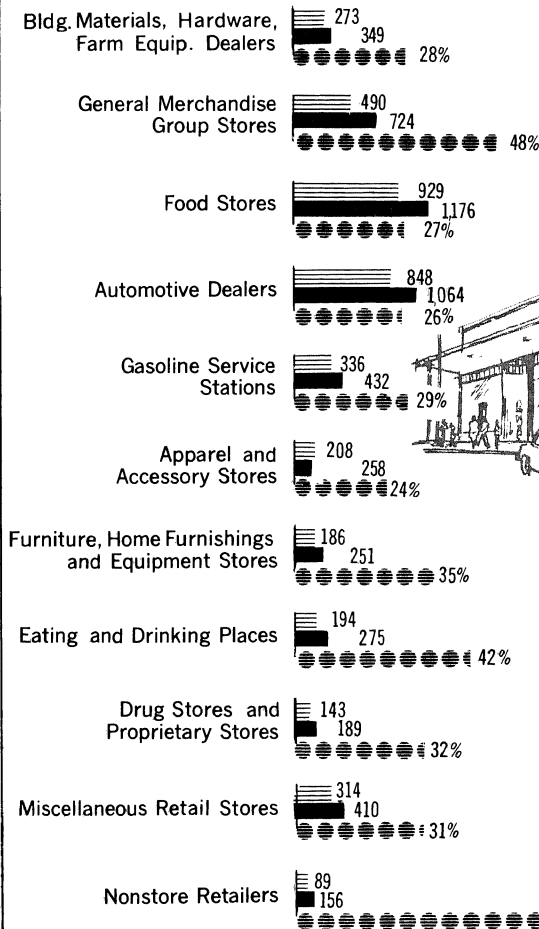 Bldg. Materials, Hardware,
Farm Equip. Dealers
273
349
28%
General Merchandise
Group Stores
490
724
48%
Food Stores
929
1,176
27%
Automotive Dealers
848
1,064
26%
Gasoline Service
Stations
336
432
29%
Apparel and
Accessory Stores
208
258
24%
Furniture, Home Furnishings
and Equipment Stores
186
251
35%
Eating and Drinking Places
194
275
42%
Drug Stores and
Proprietary Stores
143
189
32%
Miscellaneous Retail Stores
314
410
31%
Nonstore Retailers
89
156